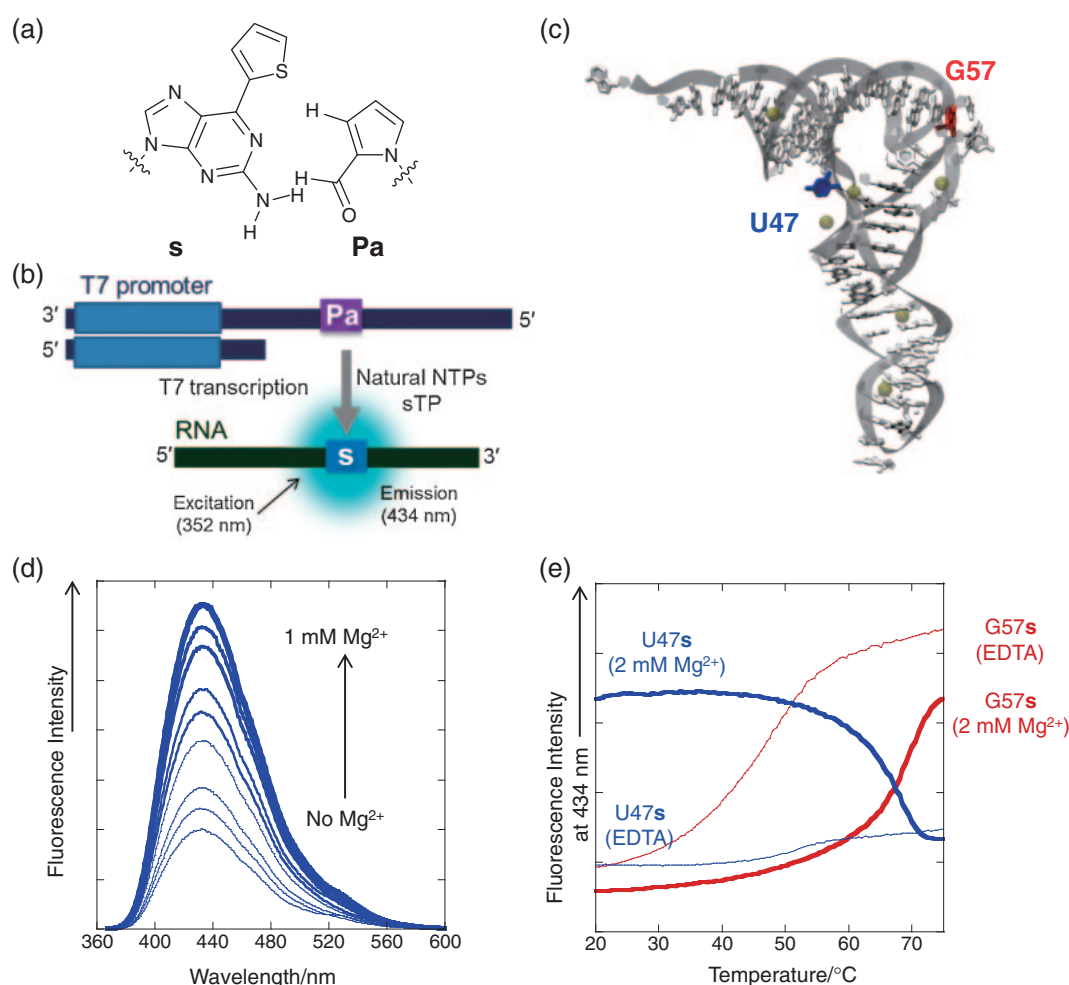 (a)
S
N
N
N
N
N
H
H
H
N
O
s
Pa
(b)
T7 promoter
3′
Pa
5′
5′
T7 transcription
Natural NTPs
sTP
RNA
5′
s
3′
Excitation
(352 nm)
Emission
(434 nm)
(c)
G57
U47
(d)
Fluorescence Intensity
1 mM Mg2+
No Mg2+
360 400 440 480 520 560 600
Wavelength/nm
(e)
Fluorescence Intensity
at 434 nm
U47s
(2 mM Mg2+)
G57s
(EDTA)
G57s
(2 mM Mg2+)
U47s
(EDTA)
20 30 40 50 60 70
Temperature/°C